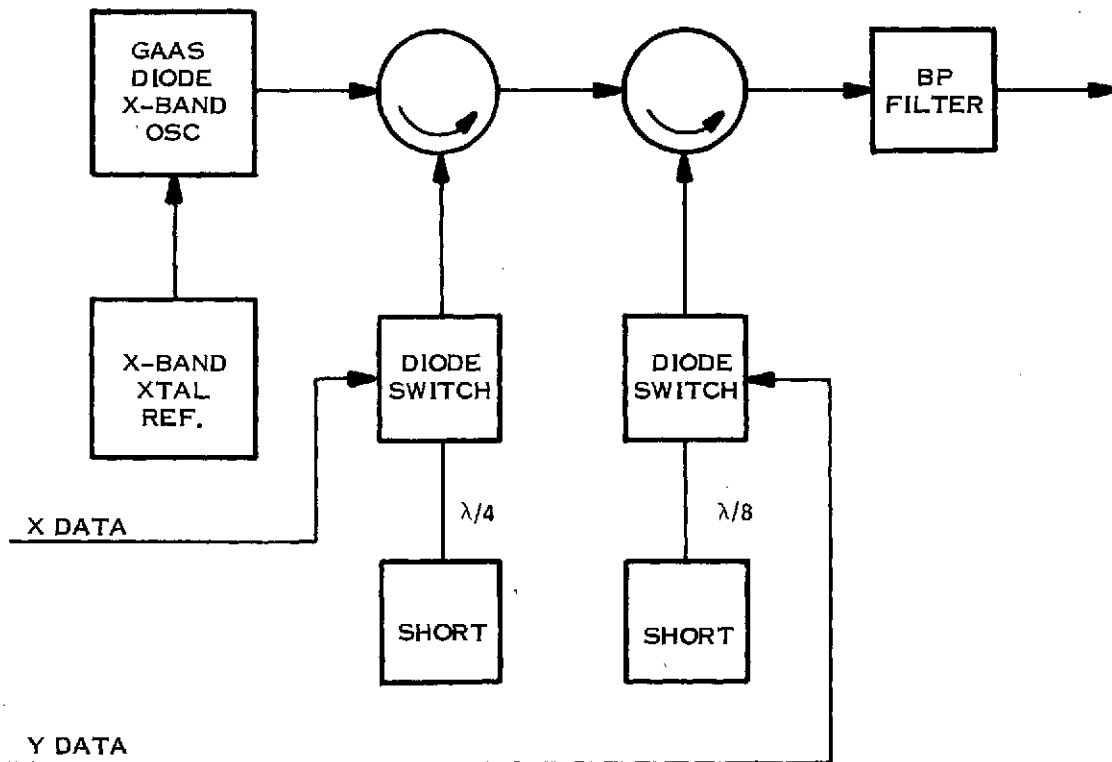 GAAS
DIODE
X-BAND
OSC
BP
FILTER
X-BAND
XTAL
REF.
DIODE
SWITCH
DIODE
SWITCH
λ/4
λ/8
X DATA
SHORT
SHORT
Y DATA